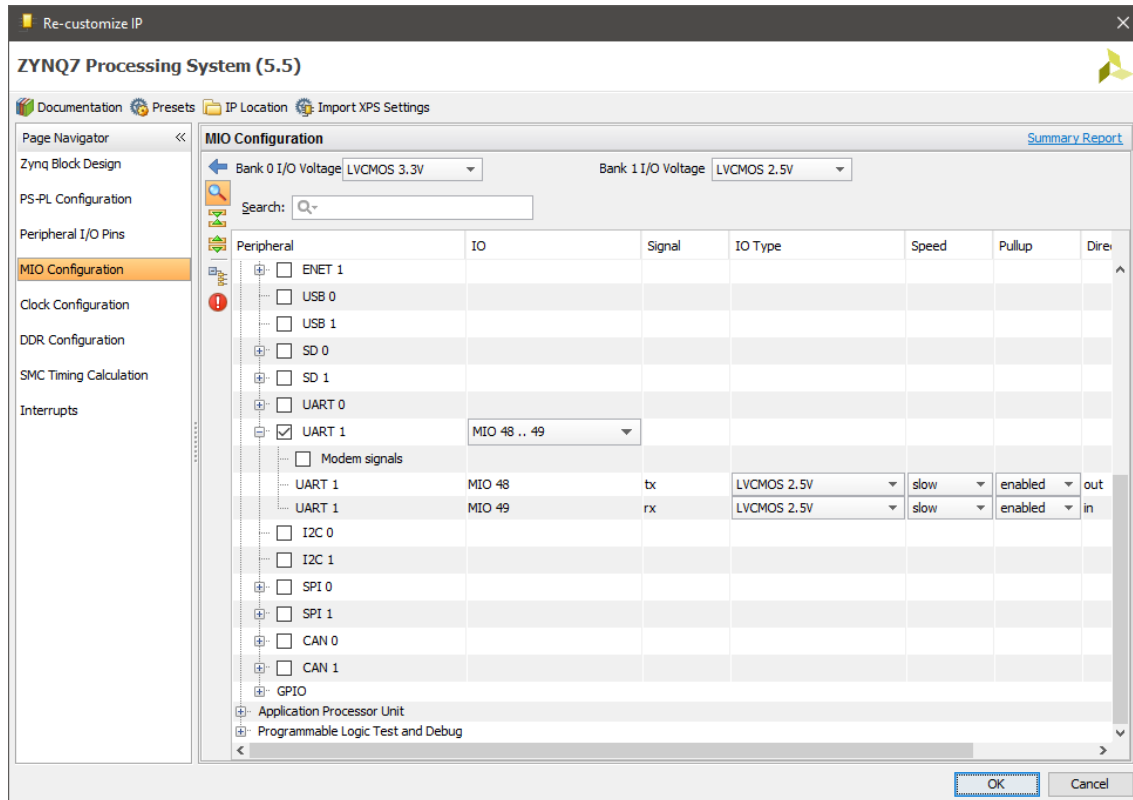 Re-customize IP
ZYNQ7 Processing System (5.5)
Documentation Presets IP Location Import XPS Settings
Page Navigator
Zynq Block Design
PS-PL Configuration
Peripheral I/O Pins
MIO Configuration
Clock Configuration
DDR Configuration
SMC Timing Calculation
Interrupts
MIO Configuration Summary Report
Bank 0 I/O Voltage LVCMOS 3.3V Bank 1 I/O Voltage LVCMOS 2.5V
Search:
Peripheral IO Signal IO Type Speed Pullup Dire
ENET 1
USB 0
USB 1
SD 0
SD 1
UART 0
UART 1 MIO 48 .. 49
Modem signals
UART 1 MIO 48 tx LVCMOS 2.5V slow enabled out
UART 1 MIO 49 rx LVCMOS 2.5V slow enabled in
I2C 0
I2C 1
SPI 0
SPI 1
CAN 0
CAN 1
GPIO
Application Processor Unit
Programmable Logic Test and Debug
OK Cancel